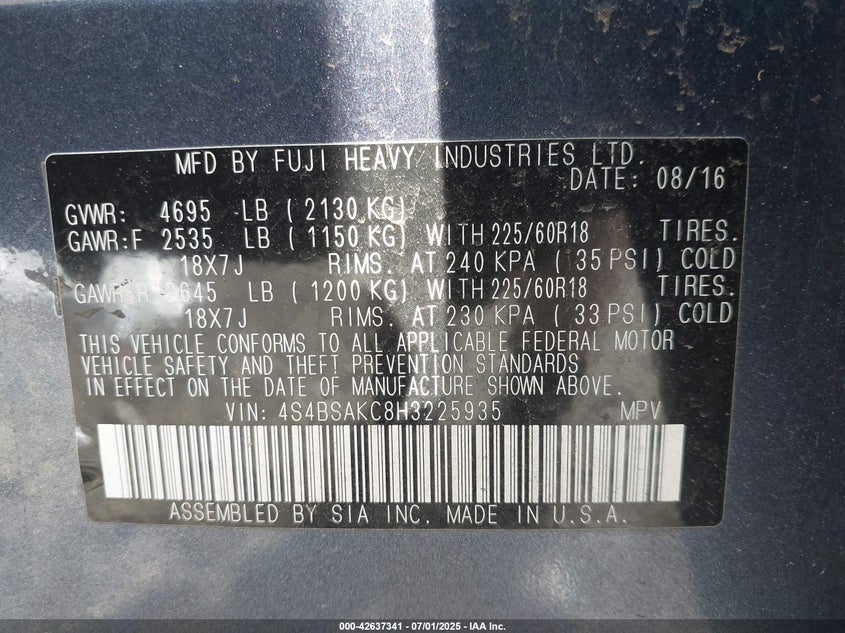 MFD BY FUJI HEAVY INDUSTRIES LTD.
DATE: 08/16
GVWR: 4695 LB ( 2130 KG)
GAWR:F 2535 LB ( 1150 KG) WITH 225/60R18 TIRES.
18X7J RIMS. AT 240 KPA ( 35 PSI) COLD
GAWR:R 2645 LB ( 1200 KG) WITH 225/60R18 TIRES.
18X7J RIMS. AT 230 KPA ( 33 PSI) COLD
THIS VEHICLE CONFORMS TO ALL APPLICABLE FEDERAL MOTOR
VEHICLE SAFETY AND THEFT PREVENTION STANDARDS
IN EFFECT ON THE DATE OF MANUFACTURE SHOWN ABOVE.
VIN: 4S4BSAKC8H3225935 MPV
ASSEMBLED BY SIA INC. MADE IN U.S.A.
000-42637341 - 07/01/2025 - IAA Inc.